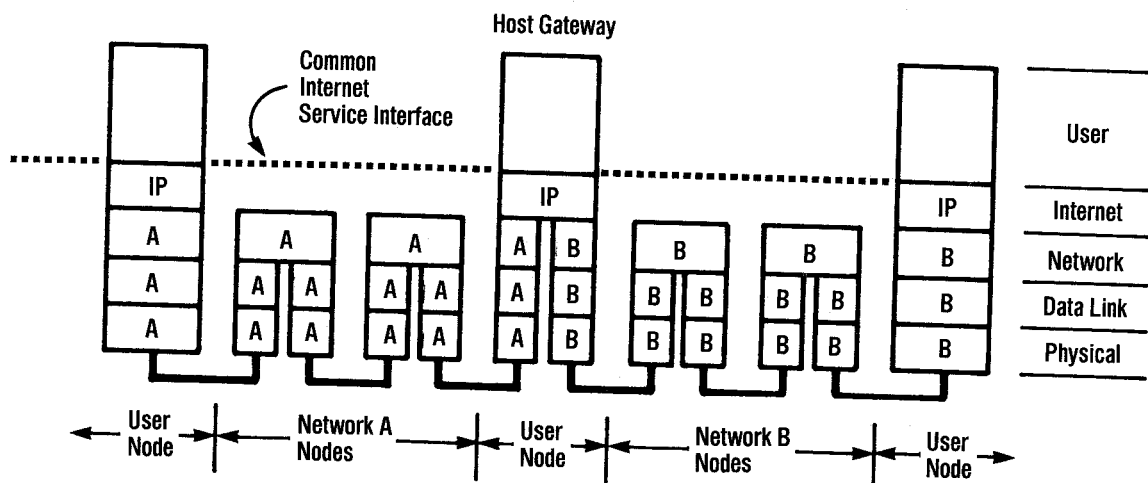 Host Gateway
Common
Internet
Service Interface
User
IP
IP
IP
Internet
A
A
A
A
B
B
B
B
Network
A
A
A
A
A
A
B
B
B
B
B
B
Data Link
A
A
A
A
A
A
B
B
B
B
B
B
Physical
User
Node
Network A
Nodes
User
Node
Network B
Nodes
User
Node